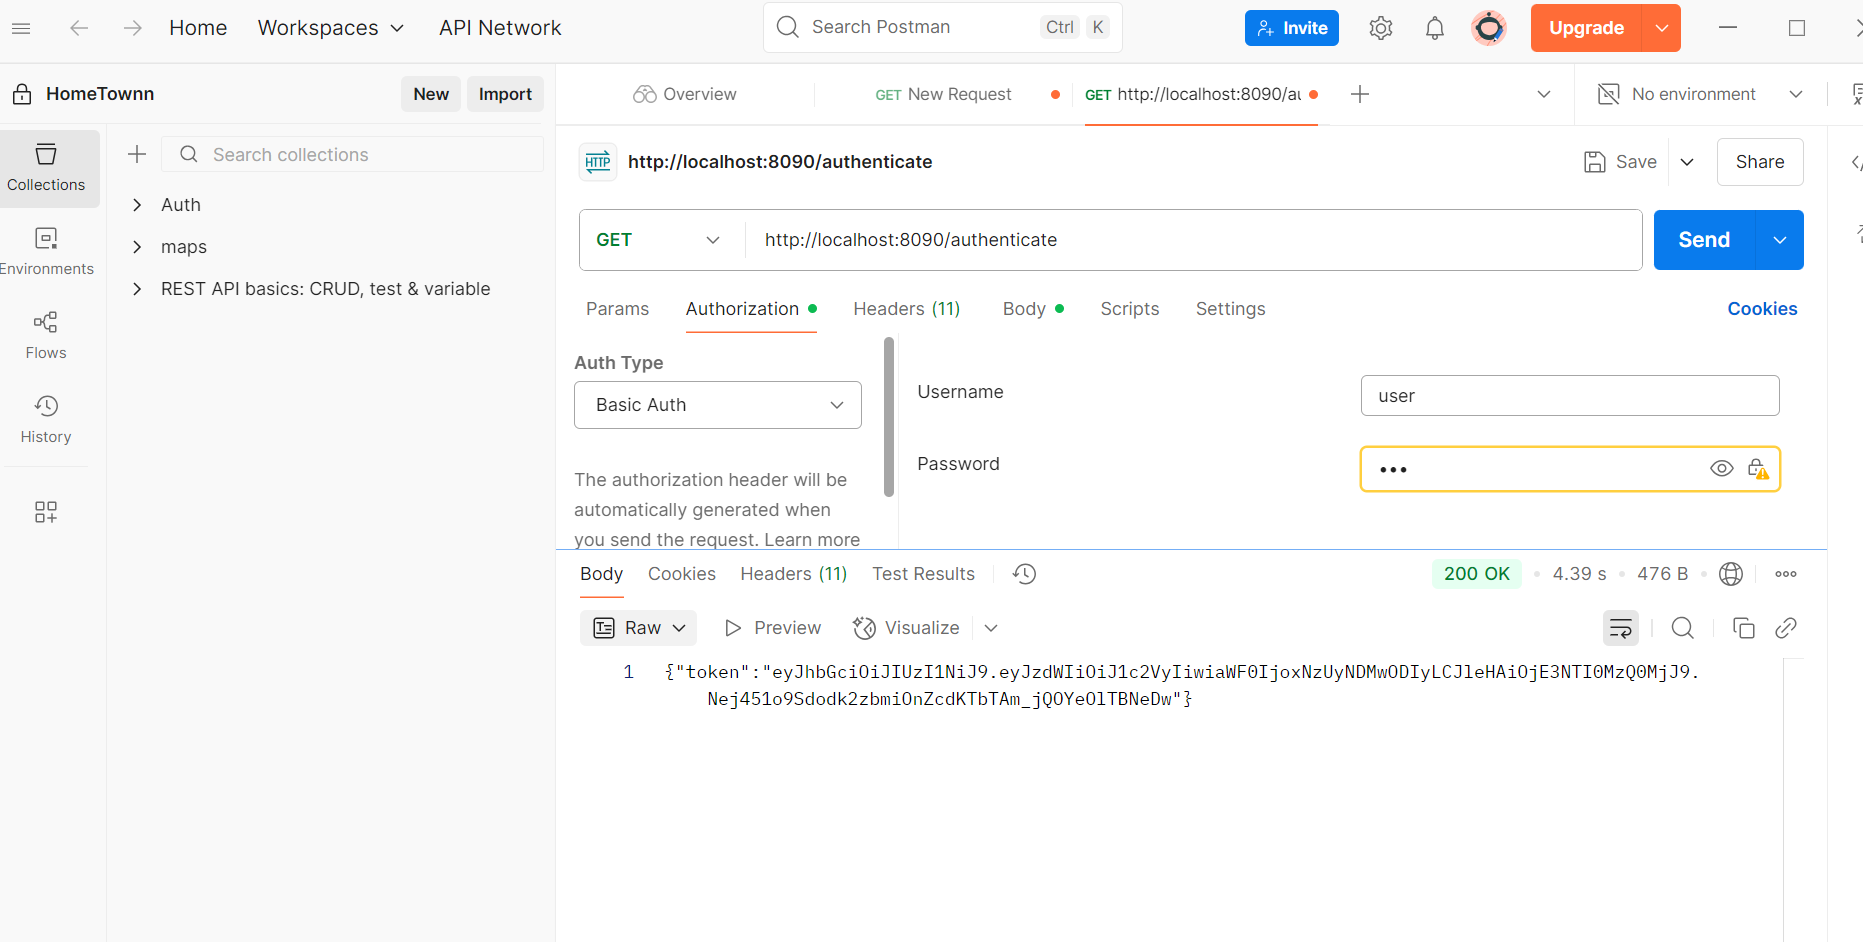 Home
Workspaces
API Network
Search Postman
Ctrl K
Invite
Upgrade
HomeTownn
New
Import
Overview
GET New Request
GET http://localhost:8090/au
No environment
Collections
Environments
Flows
History
Search collections
Auth
maps
REST API basics: CRUD, test & variable
HTTP http://localhost:8090/authenticate
Save
Share
GET
http://localhost:8090/authenticate
Send
Params
Authorization
Headers (11)
Body
Scripts
Settings
Cookies
Auth Type
Basic Auth
The authorization header will be
automatically generated when
you send the request. Learn more
Username
user
Password
•••
Body
Cookies
Headers (11)
Test Results
200 OK • 4.39 s • 476 B
Raw
Preview
Visualize
1 {"token":"eyJhbGciOiJIUzI1NiJ9.eyJzdWIiOiJ1c2VyIiwiaWF0IjoxNzUyNDMwODIyLCJleHAiOjE3NTI0MzQ0MjJ9.
Nej451o9Sdodk2zbmiOnZcdKTbTAm_jQOYeOlTBNeDw"}